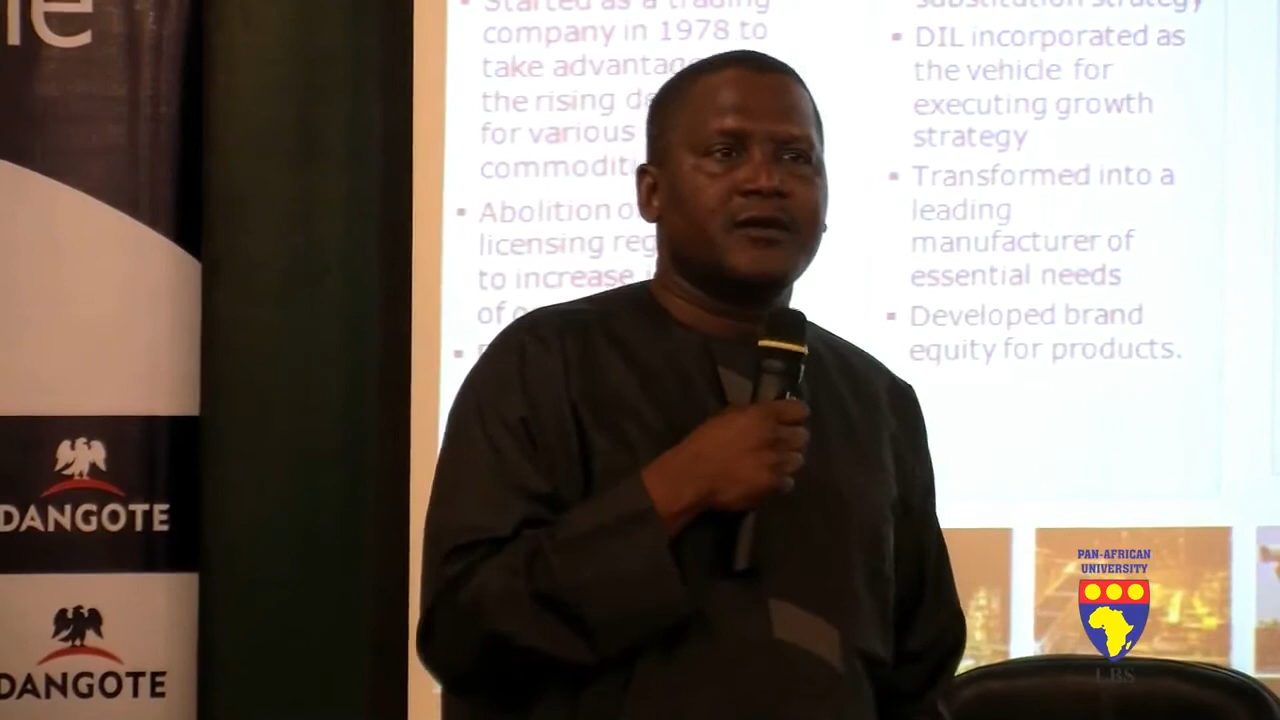 Started as a trading
company in 1978 to
take advantage
the rising
for various
Abolition
licensing
to increase
of
substitution strategy
DIL incorporated as
the vehicle for
executing growth
strategy
Transformed into a
leading
manufacturer of
essential needs
Developed brand
equity for products.
DANGOTE
DANGOTE
PAN-AFRICAN
UNIVERSITY
LBS